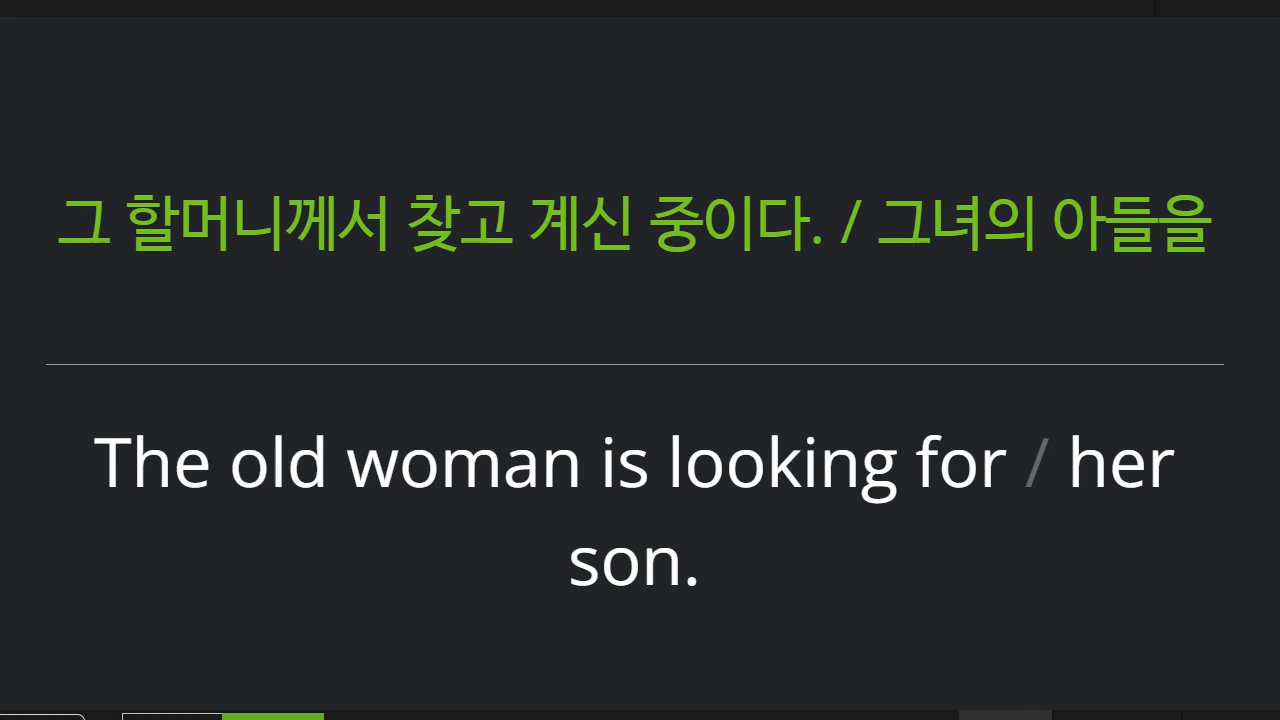 그 할머니께서 찾고 계신 중이다. / 그녀의 아들을
The old woman is looking for / her
son.